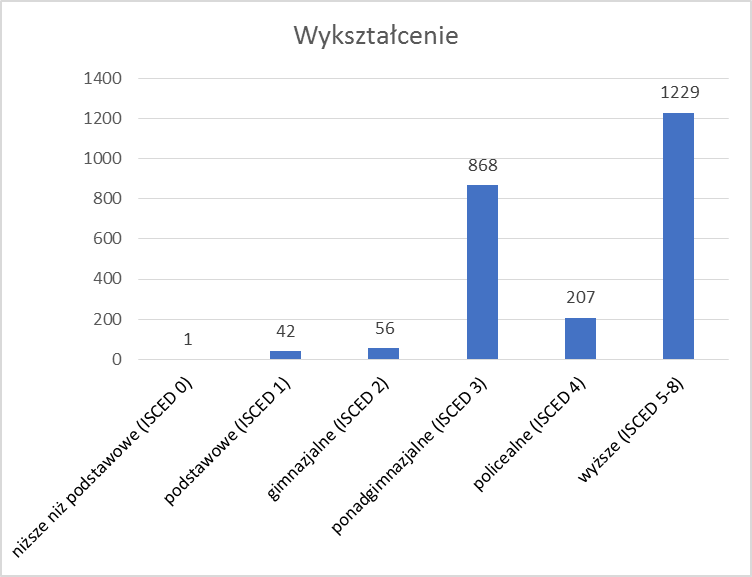 Wykształcenie
1400
1200
1000
800
600
400
200
0
1
42
56
868
207
1229
niższe niż podstawowe (ISCED 0)
podstawowe (ISCED 1)
gimnazjalne (ISCED 2)
ponadgimnazjalne (ISCED 3)
policealne (ISCED 4)
wyższe (ISCED 5-8)